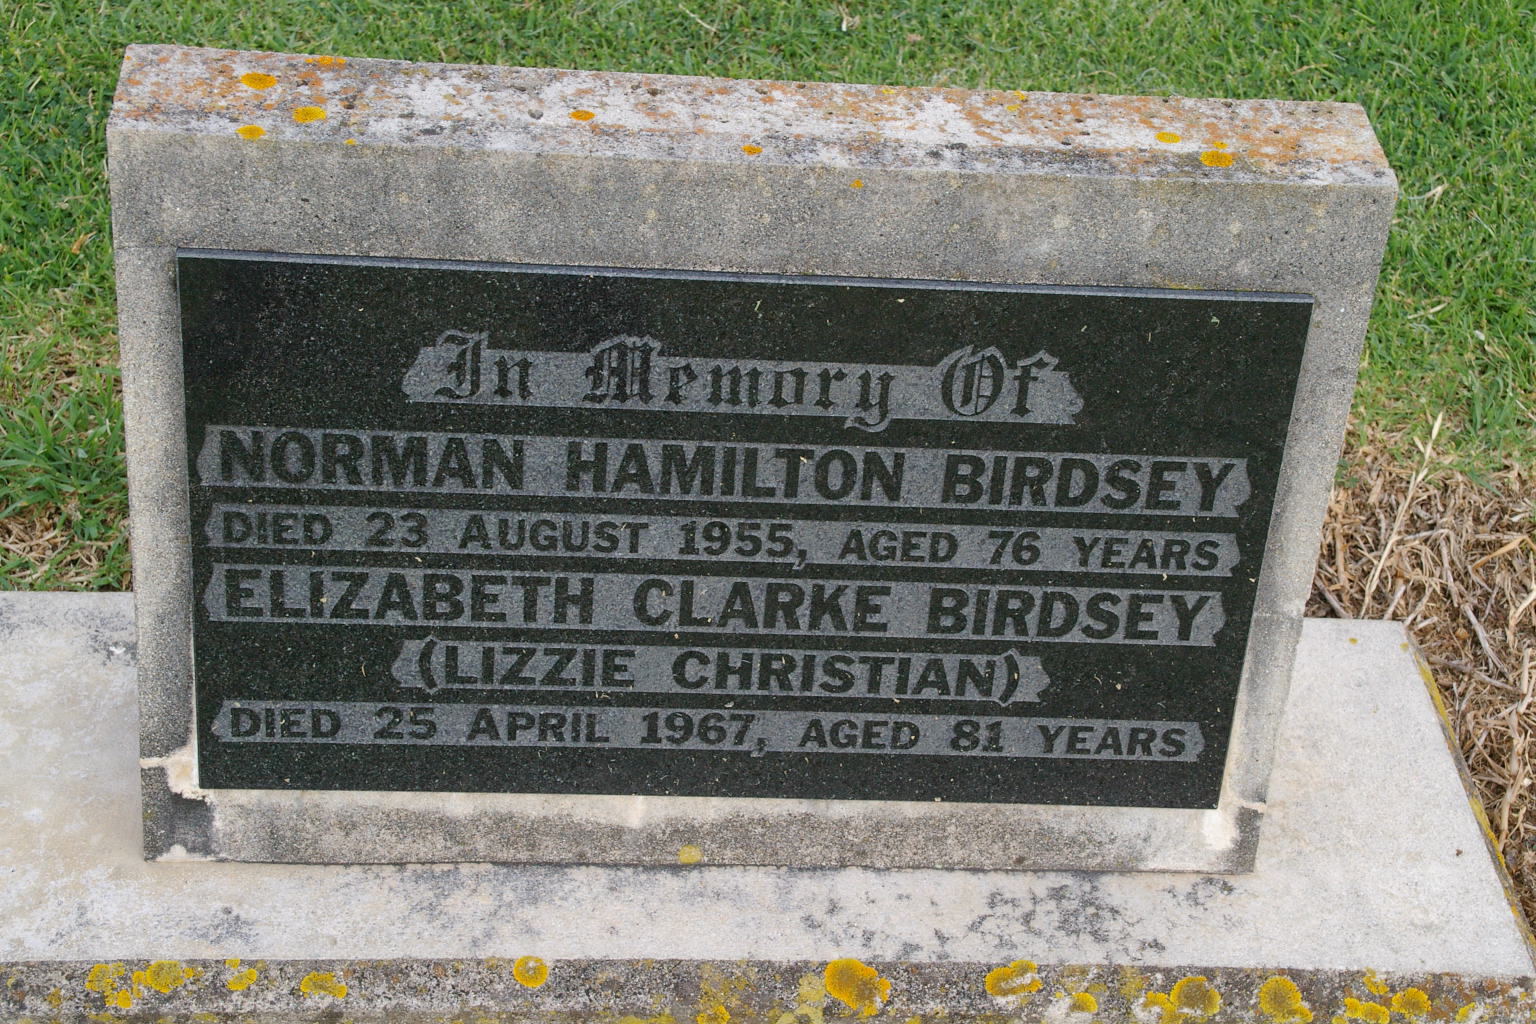 In Memory Of
NORMAN HAMILTON BIRDSEY
DIED 23 AUGUST 1955, AGED 76 YEARS
ELIZABETH CLARKE BIRDSEY
(LIZZIE CHRISTIAN)
DIED 25 APRIL 1967, AGED 81 YEARS